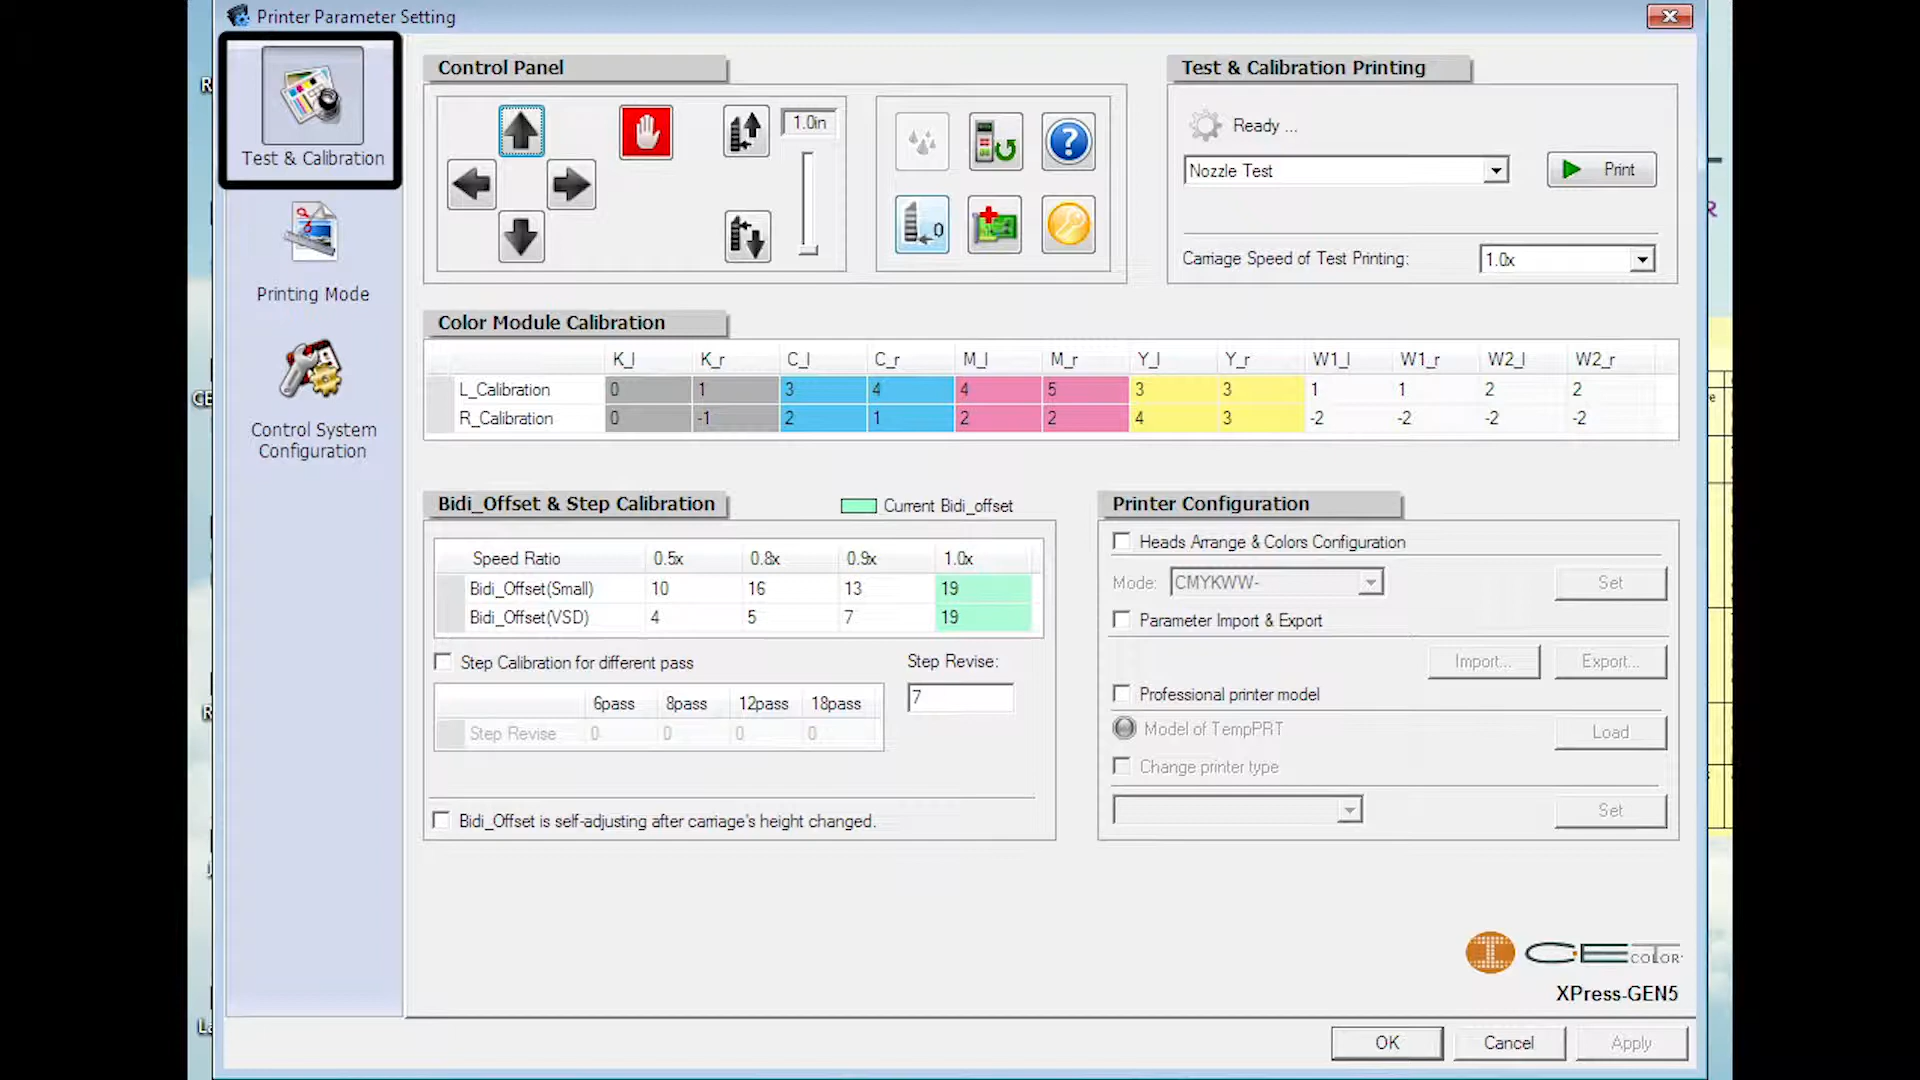 Printer Parameter Setting
Test & Calibration
Printing Mode
Control System
Configuration
Control Panel
1.0in
0
Test & Calibration Printing
Ready ...
Nozzle Test
Print
Carriage Speed of Test Printing:
1.0x
Color Module Calibration
K_l K_r C_l C_r M_l M_r Y_l Y_r W1_l W1_r W2_l W2_r
L_Calibration 0 1 3 4 4 5 3 3 1 1 2 2
R_Calibration 0 -1 2 1 2 2 4 3 -2 -2 -2 -2
Bidi_Offset & Step Calibration
Current Bidi_offset
Speed Ratio 0.5x 0.8x 0.9x 1.0x
Bidi_Offset(Small) 10 16 13 19
Bidi_Offset(VSD) 4 5 7 19
Step Calibration for different pass
Step Revise:
7
6pass 8pass 12pass 18pass
Step Revise 0 0 0 0
Bidi_Offset is self-adjusting after carriage's height changed.
Printer Configuration
Heads Arrange & Colors Configuration
Mode: CMYKWW- Set
Parameter Import & Export
Import... Export...
Professional printer model
Model of TempPRT Load
Change printer type
Set
CET COLOR
XPress-GEN5
OK Cancel Apply